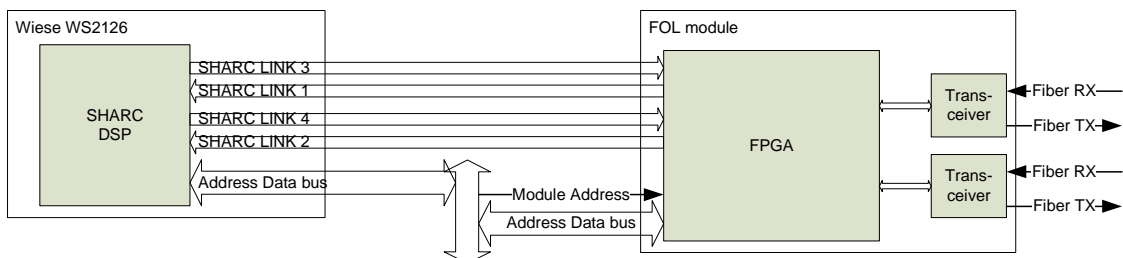 Wiese WS2126
FOL module
SHARC
DSP
SHARC LINK 3
SHARC LINK 1
SHARC LINK 4
SHARC LINK 2
Address Data bus
Module Address
Address Data bus
FPGA
Trans-
ceiver
Fiber RX
Fiber TX
Trans-
ceiver
Fiber RX
Fiber TX